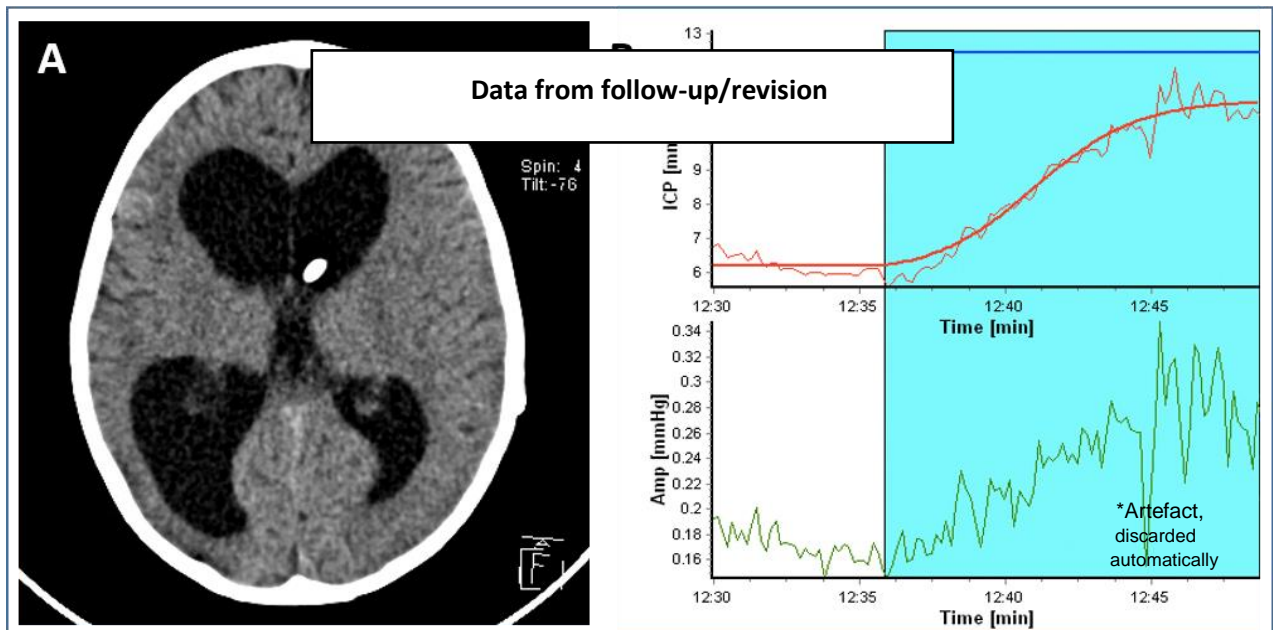 A
Data from follow-up/revision
Spin: 4
Tilt: -76
F
13
9
8
7
6
ICP [m
12:30
12:35
12:40
12:45
Time [min]
0.34
0.32
0.3
0.28
0.26
0.24
0.22
0.2
0.18
0.16
Amp [mmHg]
*Artefact,
discarded
automatically
12:30
12:35
12:40
12:45
Time [min]